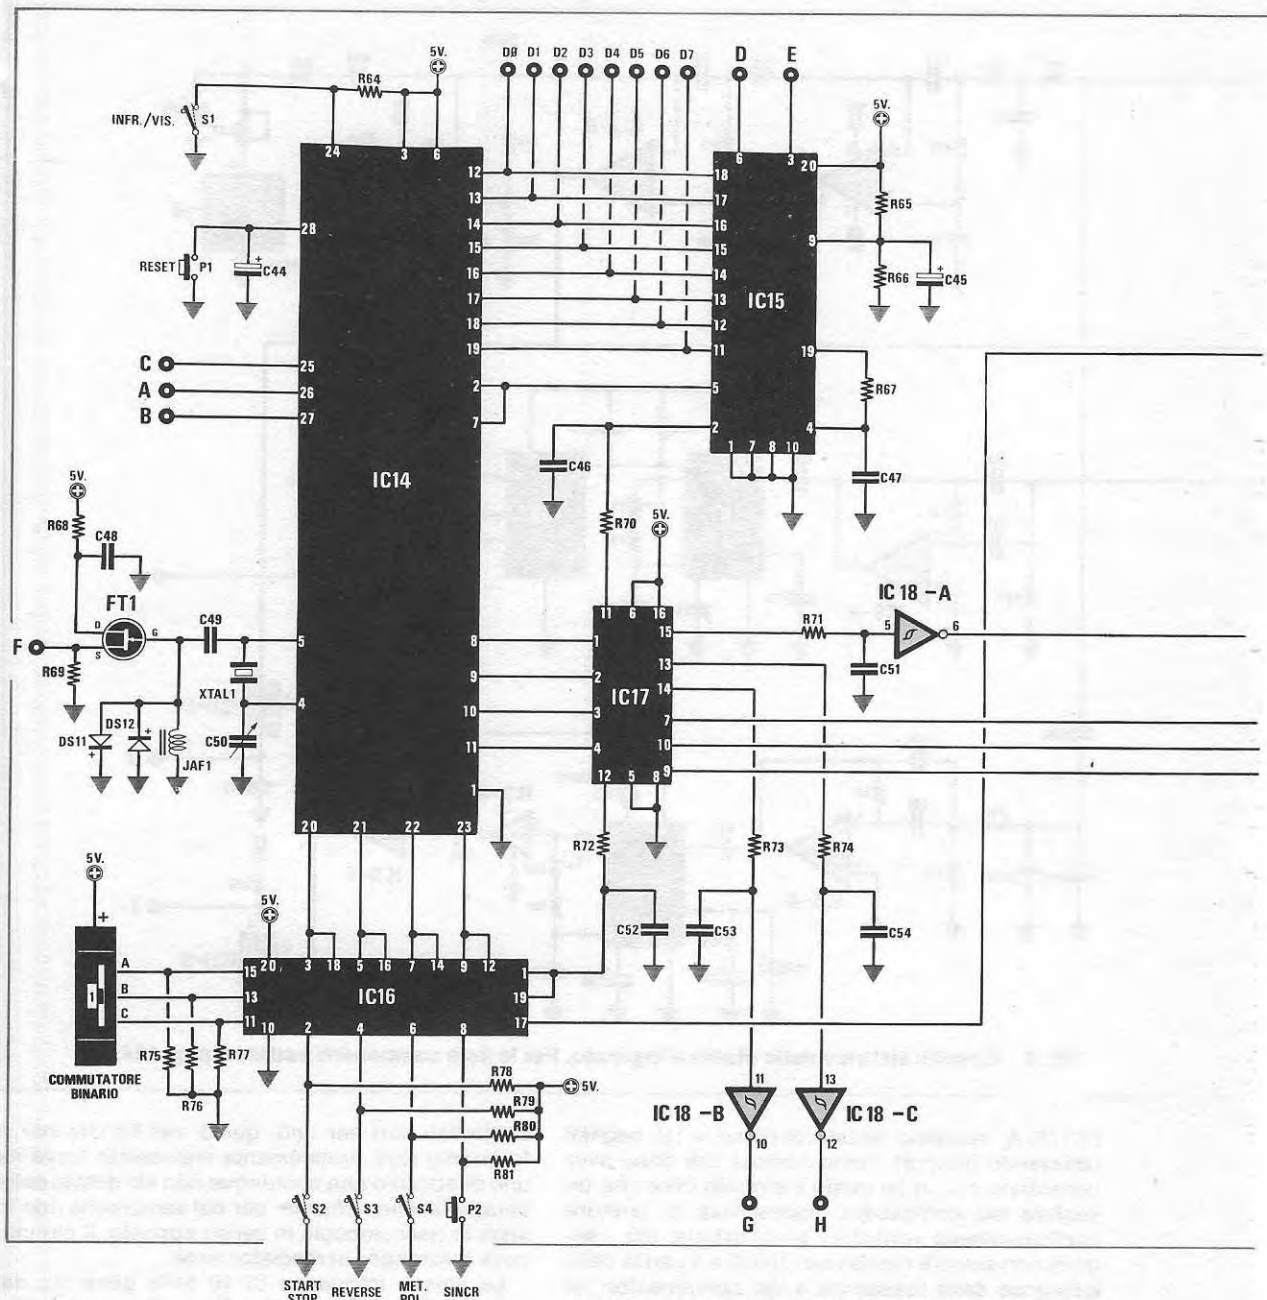 5V. D0 D1 D2 D3 D4 D5 D6 D7 D E
R64
5V.
INFR./VIS. S1
24 3 6 6 3 20
12 18
R65
13 17
28 14 16
9
15 15
RESET P1 C44 R66 C45
16 14
IC15
17 13
18 12
19 11 19
C 25
2 5 R67
A 26
B 27 7 2 4
1 7 8 10
C46 C47
5V. IC14
R70 5V.
R68 C48
IC 18 - A
FT1 11 6 16
D G C49 15 R71 5 6
F S 5 8 1
R69 13 C51
XTAL1 9 2 IC17 14
4
DS12 10 3 7
DS11 C50
11 4 10
JAF1 9
12 5 8
1
20 21 22 23
R72 R73 R74
5V.
5V.
+ C52 C53 C54
20 3 18 5 16 7 14 9 12
A 15 1
B 13 IC16 19
1
C 11 17
10 2 4 6 8
R75 R77
R78 5V.
COMMUTATORE
BINARIO
R76 R79
11 13
IC 18 - B IC 18 - C
R80
10 12
R81
S2 S3 S4 P2
G H
START
STOP
REVERSE
MET.
POL.
SINCR